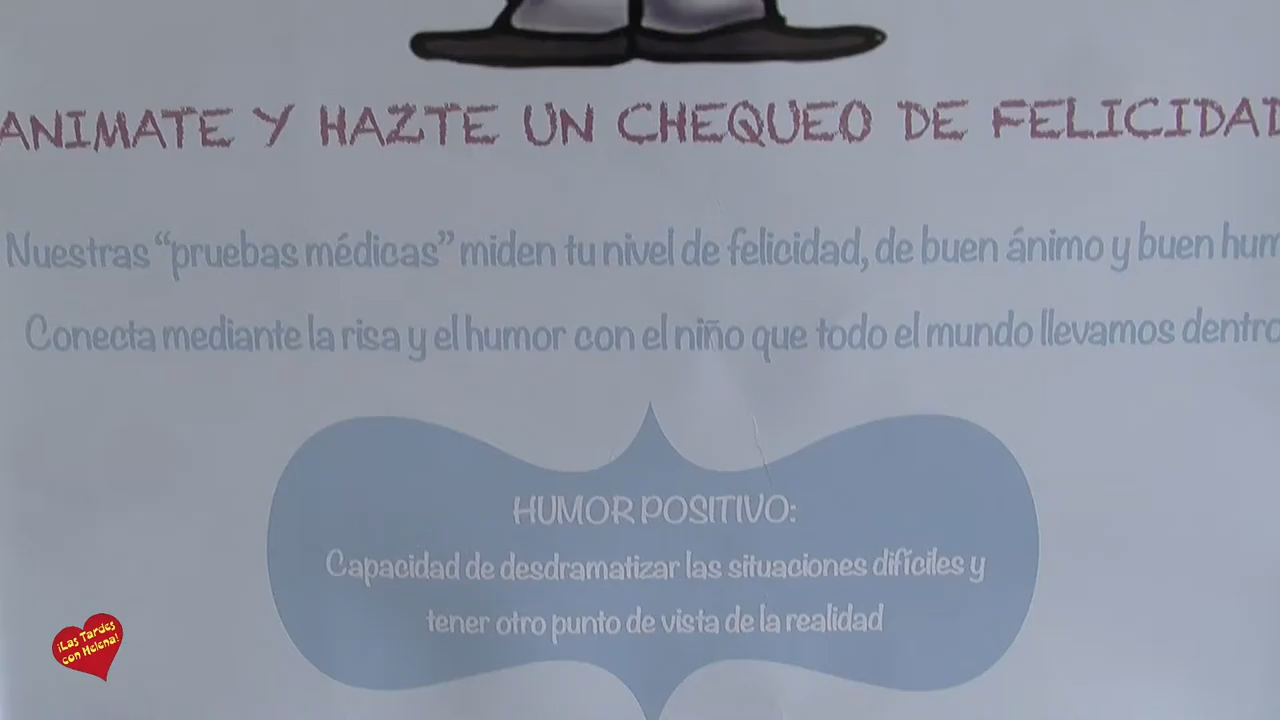 ANIMATE Y HAZTE UN CHEQUEO DE FELICIDAD
Nuestras “pruebas médicas” miden tu nivel de felicidad, de buen ánimo y buen hum
Conecta mediante la risa y el humor con el niño que todo el mundo llevamos dentro
HUMOR POSITIVO:
Capacidad de desdramatizar las situaciones difíciles y
tener otro punto de vista de la realidad
¡Las Tardes
con Helena!